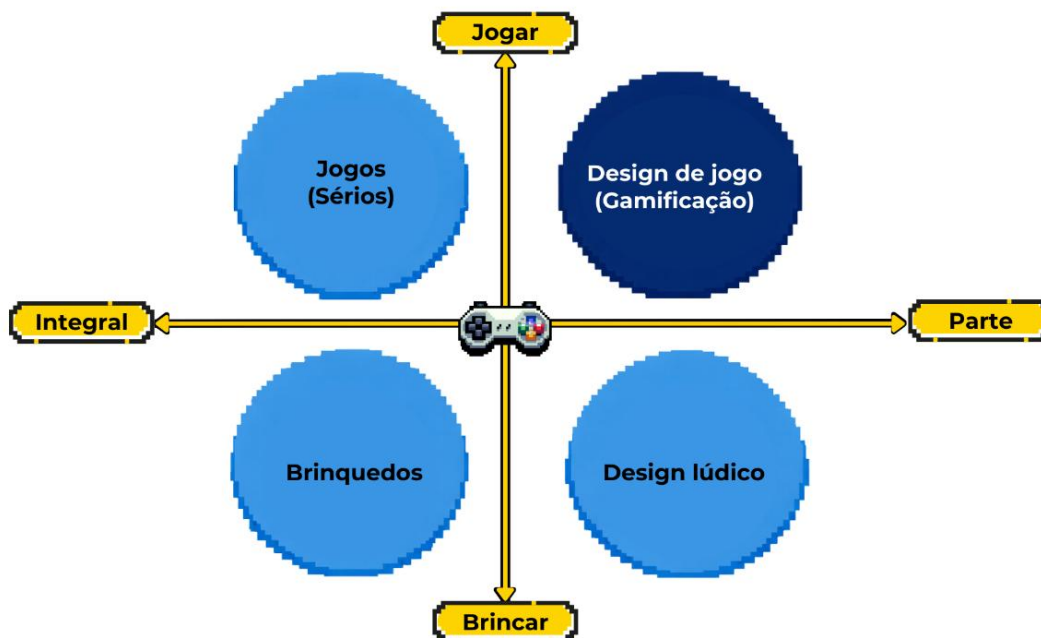 Jogar
Jogos
(Sérios)
Design de jogo
(Gamificação)
Integral
Parte
Brinquedos
Design lúdico
Brincar